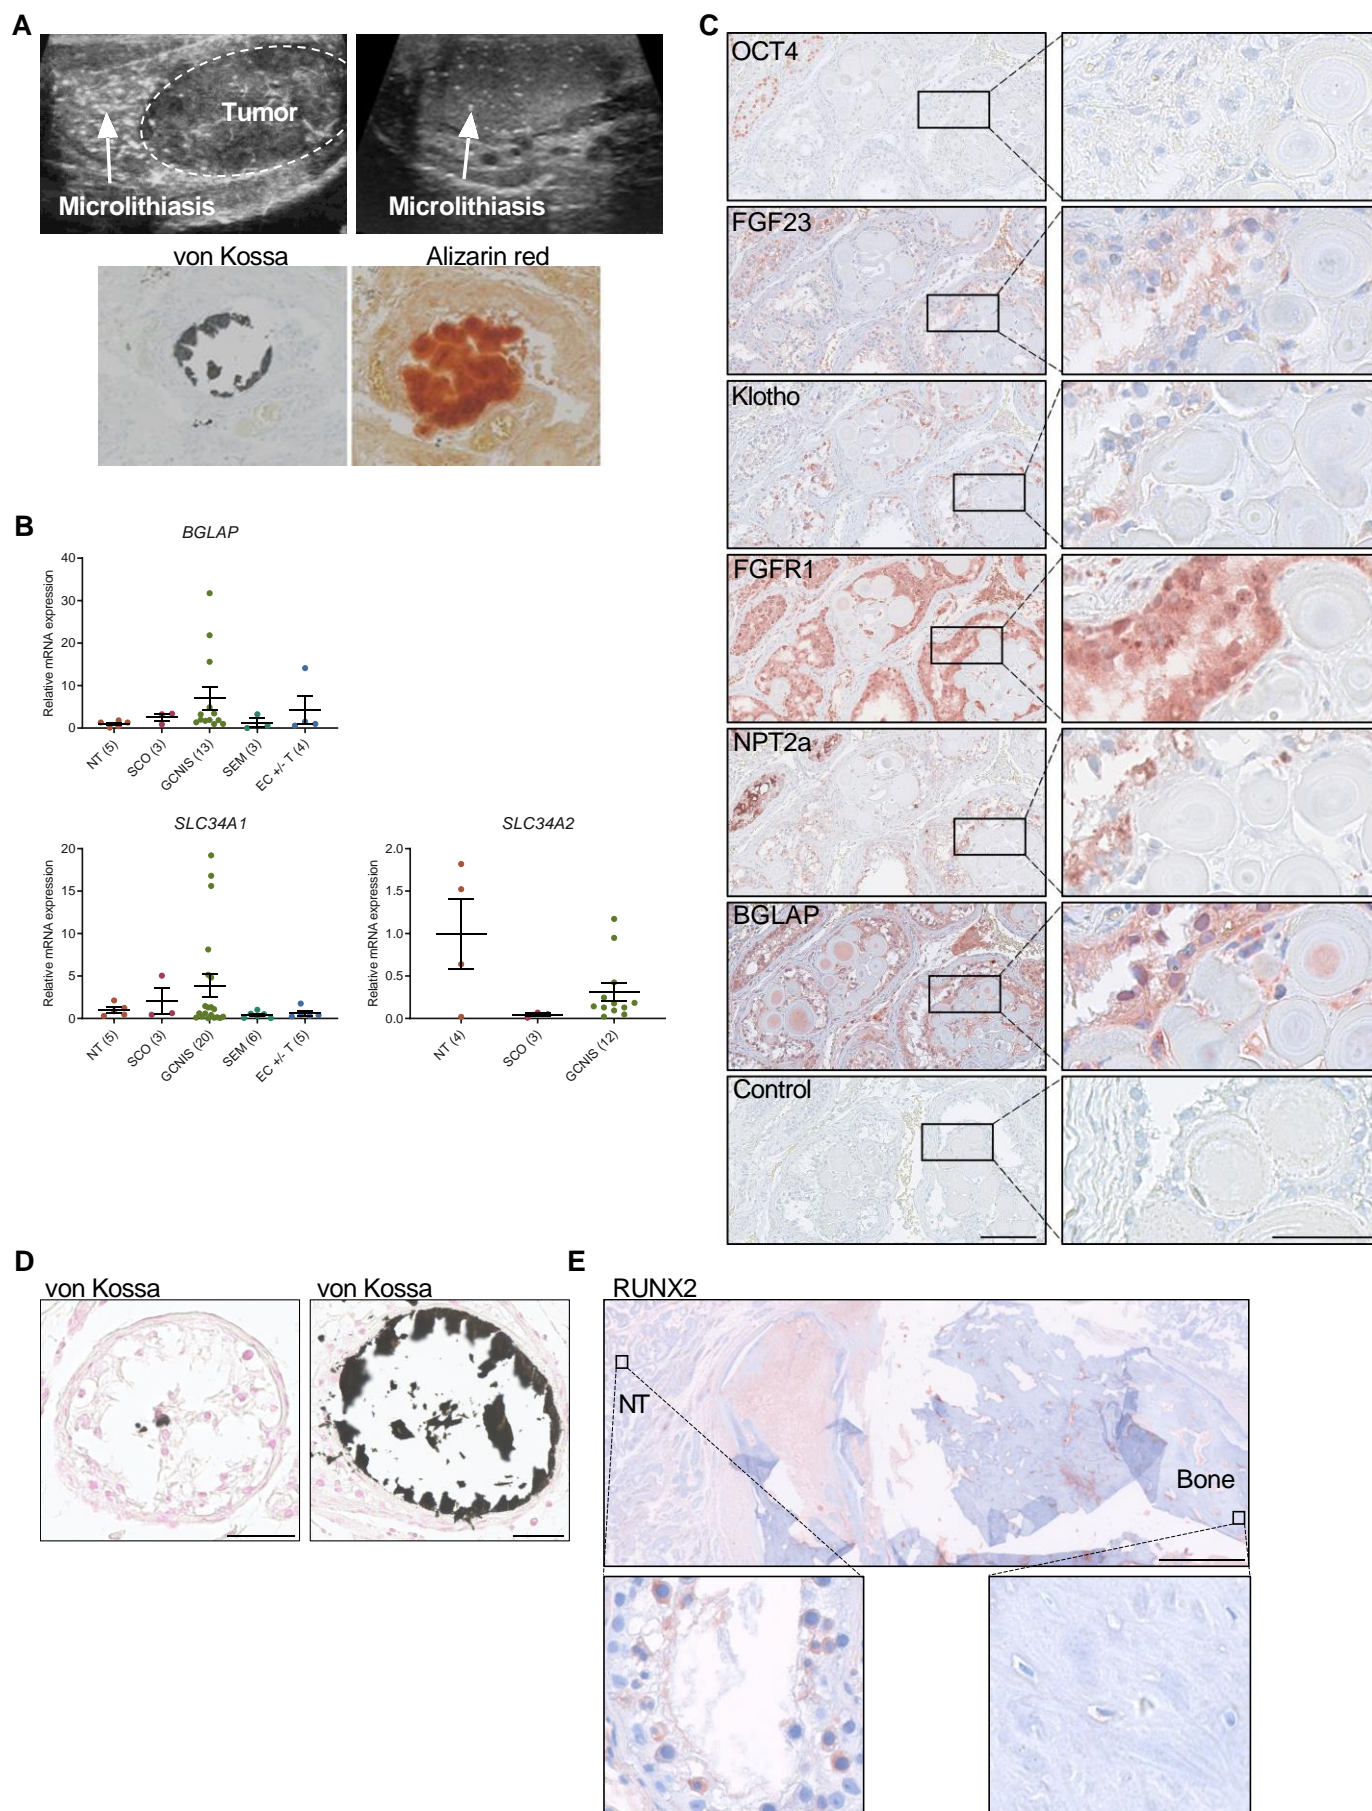 A
Tumor
Microlithiasis
Microlithiasis
von Kossa
Alizarin red
B
BGLAP
Relative mRNA expression
40
30
20
10
0
NT (5)
SCO (3)
GCNIS (13)
SEM (3)
EC +/- T (4)
SLC34A1
Relative mRNA expression
20
15
10
5
0
NT (5)
SCO (3)
GCNIS (20)
SEM (6)
EC +/- T (5)
SLC34A2
Relative mRNA expression
2.0
1.5
1.0
0.5
0.0
NT (4)
SCO (3)
GCNIS (12)
C
OCT4
FGF23
Klotho
FGFR1
NPT2a
BGLAP
Control
D
von Kossa
von Kossa
E
RUNX2
NT
Bone